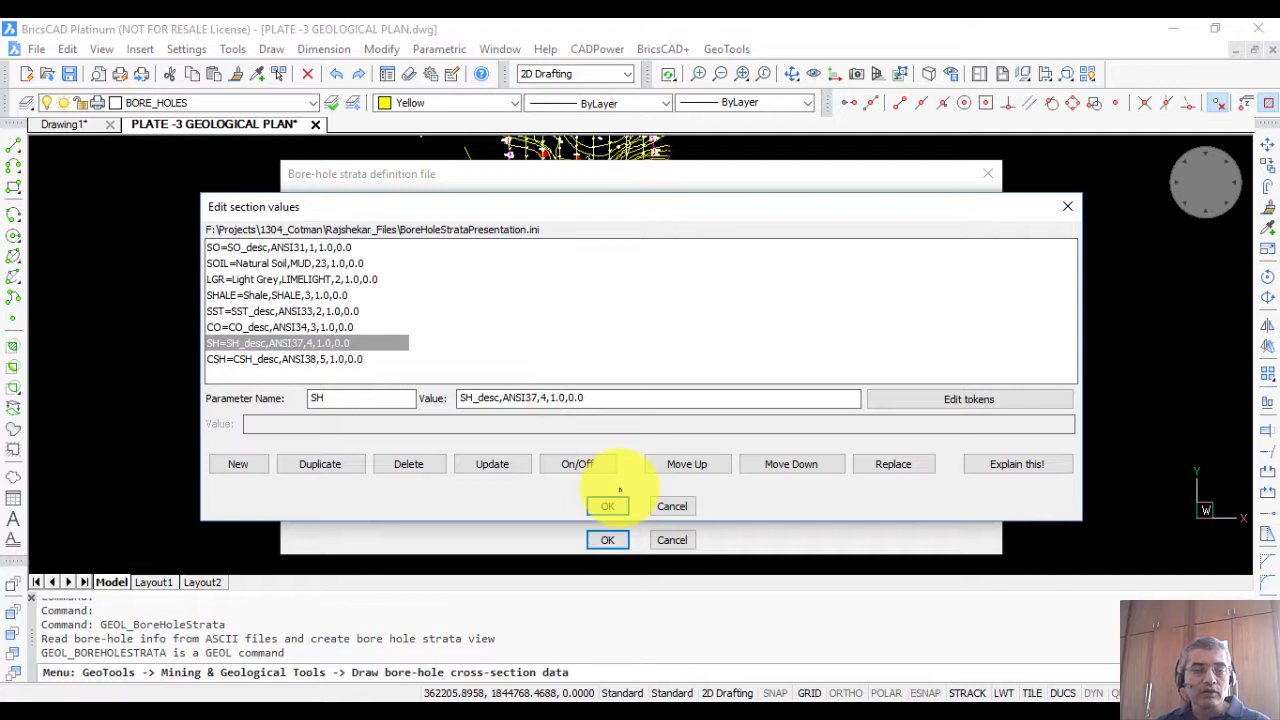 BricsCAD Platinum (NOT FOR RESALE License) - [PLATE -3 GEOLOGICAL PLAN.dwg]
File Edit View Insert Settings Tools Draw Dimension Modify Parametric Window Help CADPower BricsCAD+ GeoTools
2D Drafting
BORE_HOLES Yellow ByLayer ByLayer
Drawing1* PLATE -3 GEOLOGICAL PLAN*
Bore-hole strata definition file
Edit section values
F:\Projects\1304_Cotman\Rajshekar_Files\BoreHoleStrataPresentation.ini
SO=SO_desc,ANSI31,1,1.0,0.0
SOIL=Natural Soil,MUD,23,1.0,0.0
LGR=Light Grey,LIMELIGHT,2,1.0,0.0
SHALE=Shale,SHALE,3,1.0,0.0
SST=SST_desc,ANSI33,2,1.0,0.0
CO=CO_desc,ANSI34,3,1.0,0.0
SH=SH_desc,ANSI37,4,1.0,0.0
CSH=CSH_desc,ANSI38,5,1.0,0.0
Parameter Name: SH Value: SH_desc,ANSI37,4,1.0,0.0 Edit tokens
Value:
New Duplicate Delete Update On/Off Move Up Move Down Replace Explain this!
OK Cancel
OK Cancel
Y
W X
Model Layout1 Layout2
Command:
Command:
Command: GEOL_BoreHoleStrata
Read bore-hole info from ASCII files and create bore hole strata view
GEOL_BOREHOLESTRATA is a GEOL command
Menu: GeoTools -> Mining & Geological Tools -> Draw bore-hole cross-section data
362205.8958, 1844768.4688, 0.0000 Standard Standard 2D Drafting SNAP GRID ORTHO POLAR ESNAP STRACK LWT TILE DUCS DYN